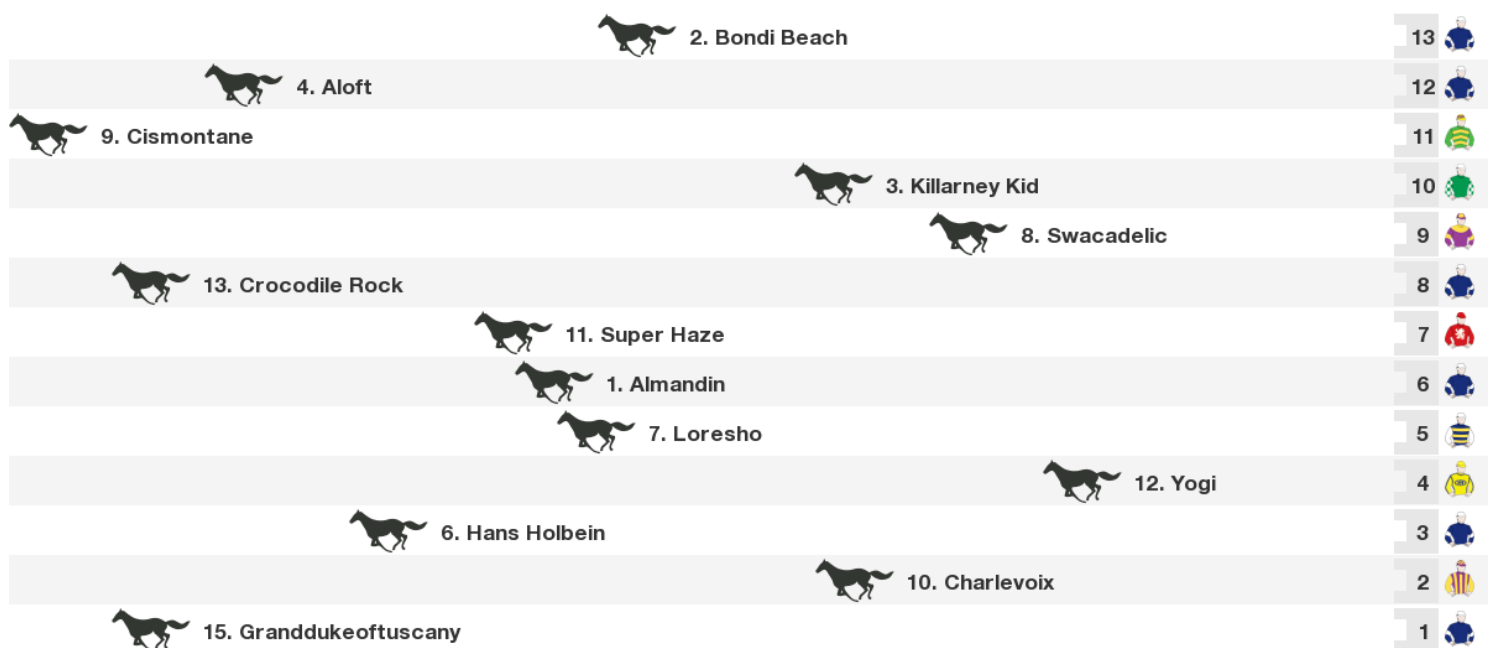 2. Bondi Beach 13
4. Aloft 12
9. Cismontane 11
3. Killarney Kid 10
8. Swacadelic 9
13. Crocodile Rock 8
11. Super Haze 7
1. Almandin 6
7. Loresho 5
12. Yogi 4
6. Hans Holbein 3
10. Charlevoix 2
15. Granddukeoftuscany 1